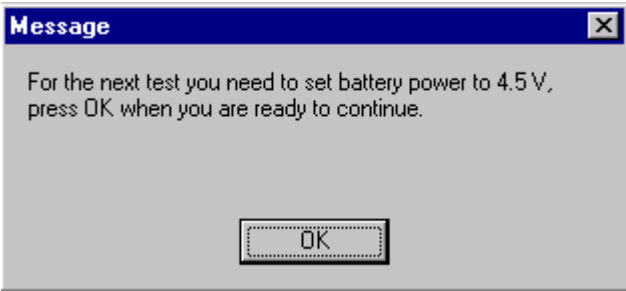 Message
For the next test you need to set battery power to 4.5 V,
press OK when you are ready to continue.
OK